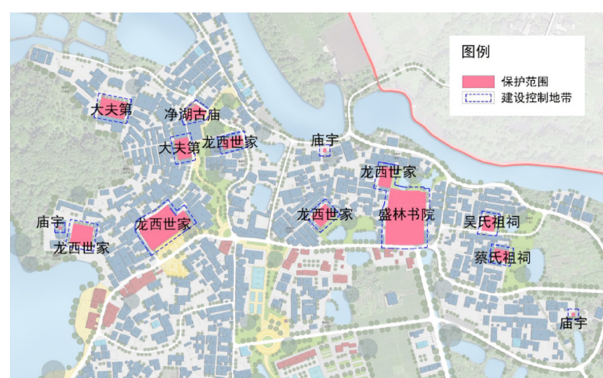 图例
保护范围
建设控制地带
大夫第
净湖古庙
大夫第
龙西世家
庙宇
龙西世家
庙宇
龙西世家
龙西世家
龙西世家
盛林书院
吴氏祖祠
蔡氏祖祠
庙宇